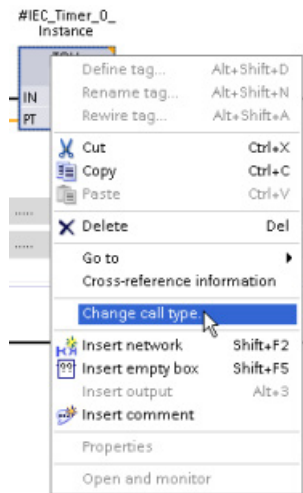 #IEC_Timer_0_
Instance
IN
PT
Define tag... Alt+Shift+D
Rename tag... Alt+Shift+N
Rewire tag... Alt+Shift+A
Cut Ctrl+X
Copy Ctrl+C
Paste Ctrl+V
Delete Del
Go to
Cross-reference information
Change call type...
Insert network Shift+F2
Insert empty box Shift+F5
Insert output Alt+3
Insert comment
Properties
Open and monitor